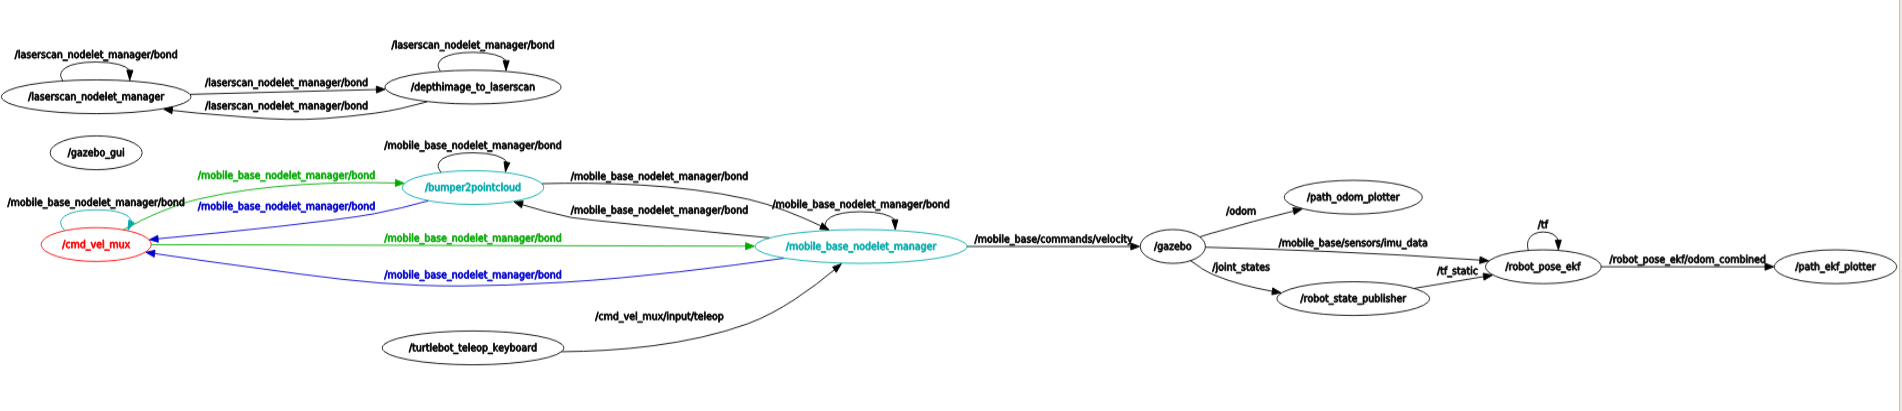 /laserscan_nodelet_manager/bond
/laserscan_nodelet_manager/bond
/laserscan_nodelet_manager/bond
/depthimage_to_laserscan
/laserscan_nodelet_manager
/laserscan_nodelet_manager/bond
/gazebo_gui
/mobile_base_nodelet_manager/bond
/mobile_base_nodelet_manager/bond
/mobile_base_nodelet_manager/bond
/bumper2pointcloud
/path_odom_plotter
/mobile_base_nodelet_manager/bond
/mobile_base_nodelet_manager/bond
/mobile_base_nodelet_manager/bond
/mobile_base_nodelet_manager/bond
/odom
/tf
/cmd_vel_mux
/mobile_base_nodelet_manager/bond
/mobile_base_nodelet_manager
/mobile_base/commands/velocity
/gazebo
/mobile_base/sensors/imu_data
/robot_pose_ekf/odom_combined
/joint_states
/tf_static
/robot_pose_ekf
/path_ekf_plotter
/mobile_base_nodelet_manager/bond
/robot_state_publisher
/cmd_vel_mux/input/teleop
/turtlebot_teleop_keyboard